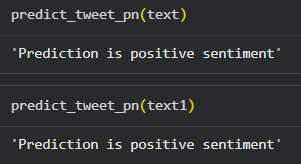 predict_tweet_pn(text)
'Prediction is positive sentiment'
predict_tweet_pn(text1)
'Prediction is positive sentiment'